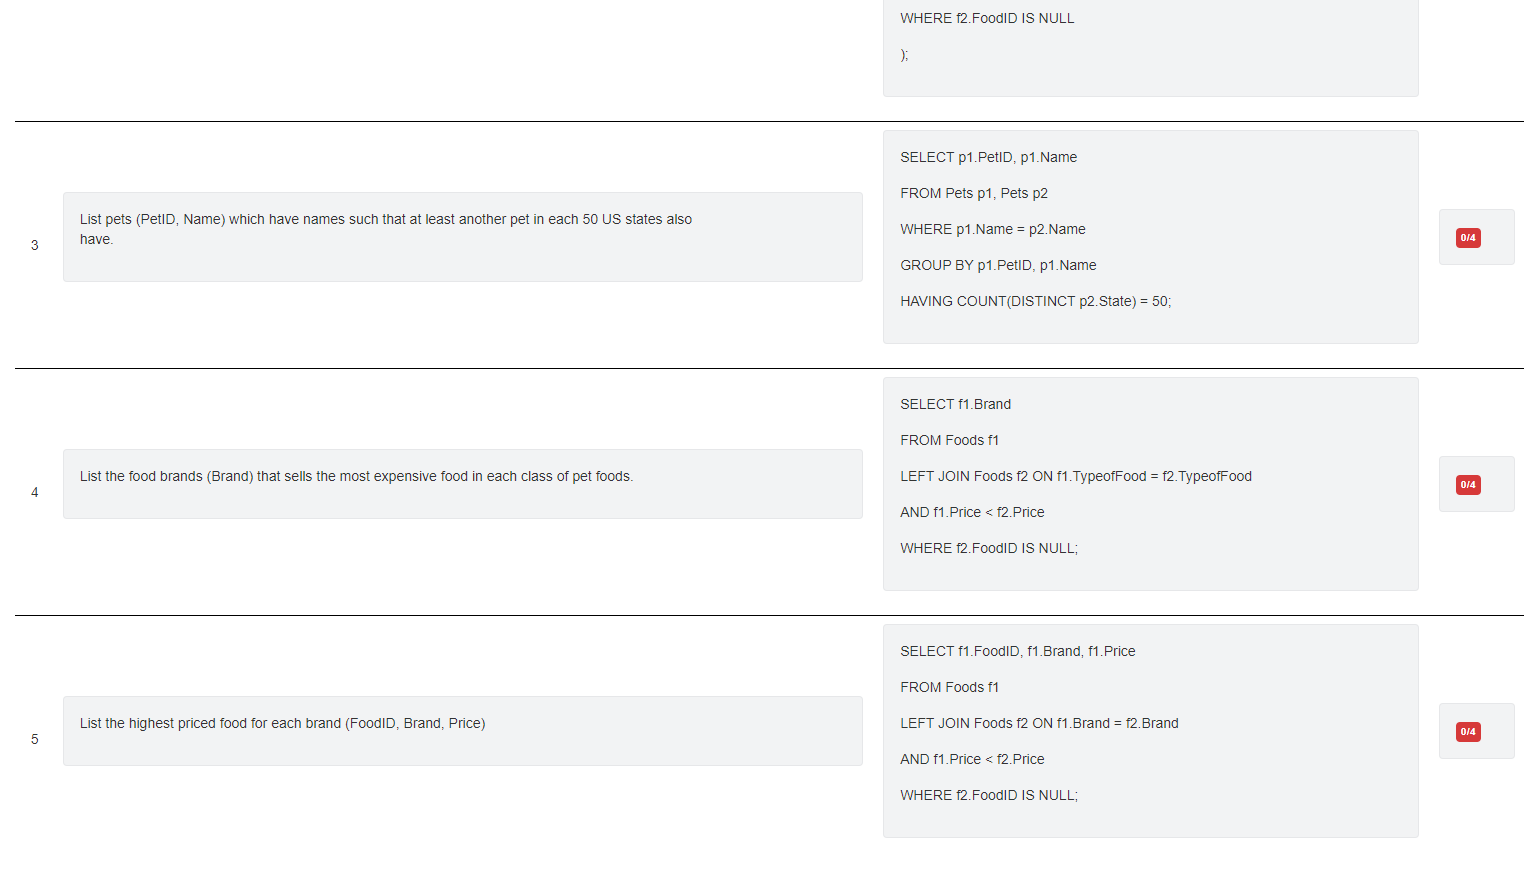 WHERE f2.FoodID IS NULL
);
3
List pets (PetID, Name) which have names such that at least another pet in each 50 US states also
have.
SELECT p1.PetID, p1.Name
FROM Pets p1, Pets p2
WHERE p1.Name = p2.Name
GROUP BY p1.PetID, p1.Name
HAVING COUNT(DISTINCT p2.State) = 50;
0/4
4
List the food brands (Brand) that sells the most expensive food in each class of pet foods.
SELECT f1.Brand
FROM Foods f1
LEFT JOIN Foods f2 ON f1.TypeofFood = f2.TypeofFood
AND f1.Price < f2.Price
WHERE f2.FoodID IS NULL;
0/4
5
List the highest priced food for each brand (FoodID, Brand, Price)
SELECT f1.FoodID, f1.Brand, f1.Price
FROM Foods f1
LEFT JOIN Foods f2 ON f1.Brand = f2.Brand
AND f1.Price < f2.Price
WHERE f2.FoodID IS NULL;
0/4